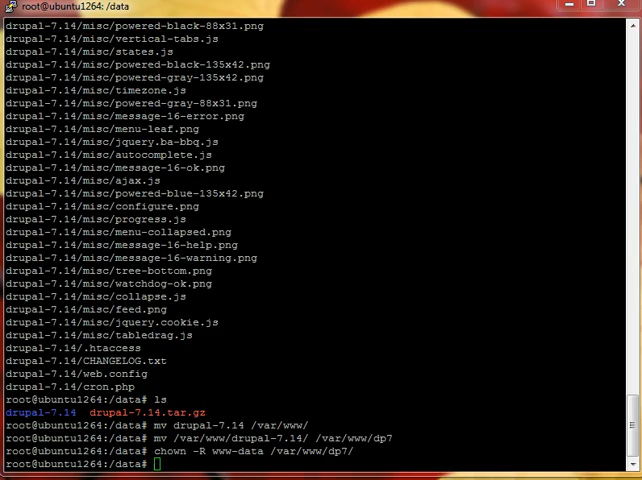 root@ubuntu1264: /data
drupal-7.14/misc/powered-black-88x31.png
drupal-7.14/misc/vertical-tabs.js
drupal-7.14/misc/states.js
drupal-7.14/misc/powered-black-135x42.png
drupal-7.14/misc/powered-gray-135x42.png
drupal-7.14/misc/timezone.js
drupal-7.14/misc/powered-gray-88x31.png
drupal-7.14/misc/message-16-error.png
drupal-7.14/misc/menu-leaf.png
drupal-7.14/misc/jquery.ba-bbq.js
drupal-7.14/misc/autocomplete.js
drupal-7.14/misc/message-16-ok.png
drupal-7.14/misc/ajax.js
drupal-7.14/misc/powered-blue-135x42.png
drupal-7.14/misc/configure.png
drupal-7.14/misc/progress.js
drupal-7.14/misc/menu-collapsed.png
drupal-7.14/misc/message-16-help.png
drupal-7.14/misc/message-16-warning.png
drupal-7.14/misc/tree-bottom.png
drupal-7.14/misc/watchdog-ok.png
drupal-7.14/misc/collapse.js
drupal-7.14/misc/feed.png
drupal-7.14/misc/jquery.cookie.js
drupal-7.14/misc/tabledrag.js
drupal-7.14/.htaccess
drupal-7.14/CHANGELOG.txt
drupal-7.14/web.config
drupal-7.14/cron.php
root@ubuntu1264:/data# ls
drupal-7.14  drupal-7.14.tar.gz
root@ubuntu1264:/data# mv drupal-7.14 /var/www/
root@ubuntu1264:/data# mv /var/www/drupal-7.14/ /var/www/dp7
root@ubuntu1264:/data# chown -R www-data /var/www/dp7/
root@ubuntu1264:/data#